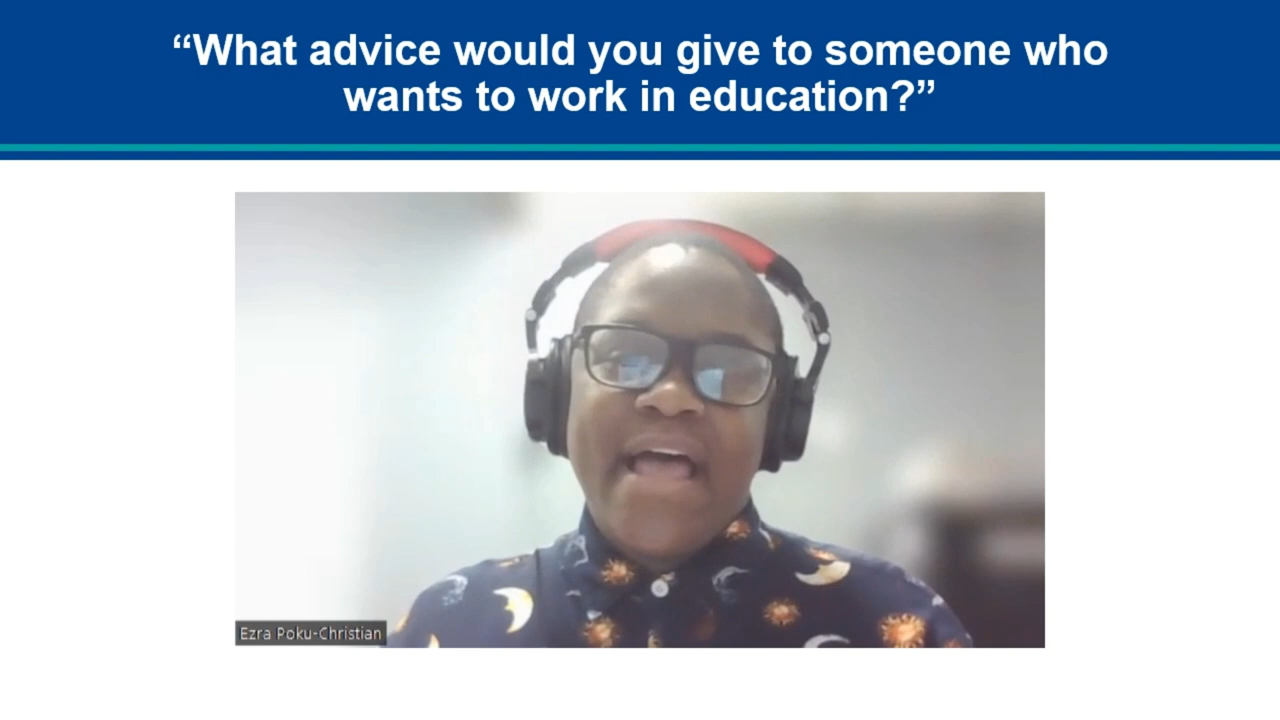 “What advice would you give to someone who
wants to work in education?”
Ezra Poku-Christian